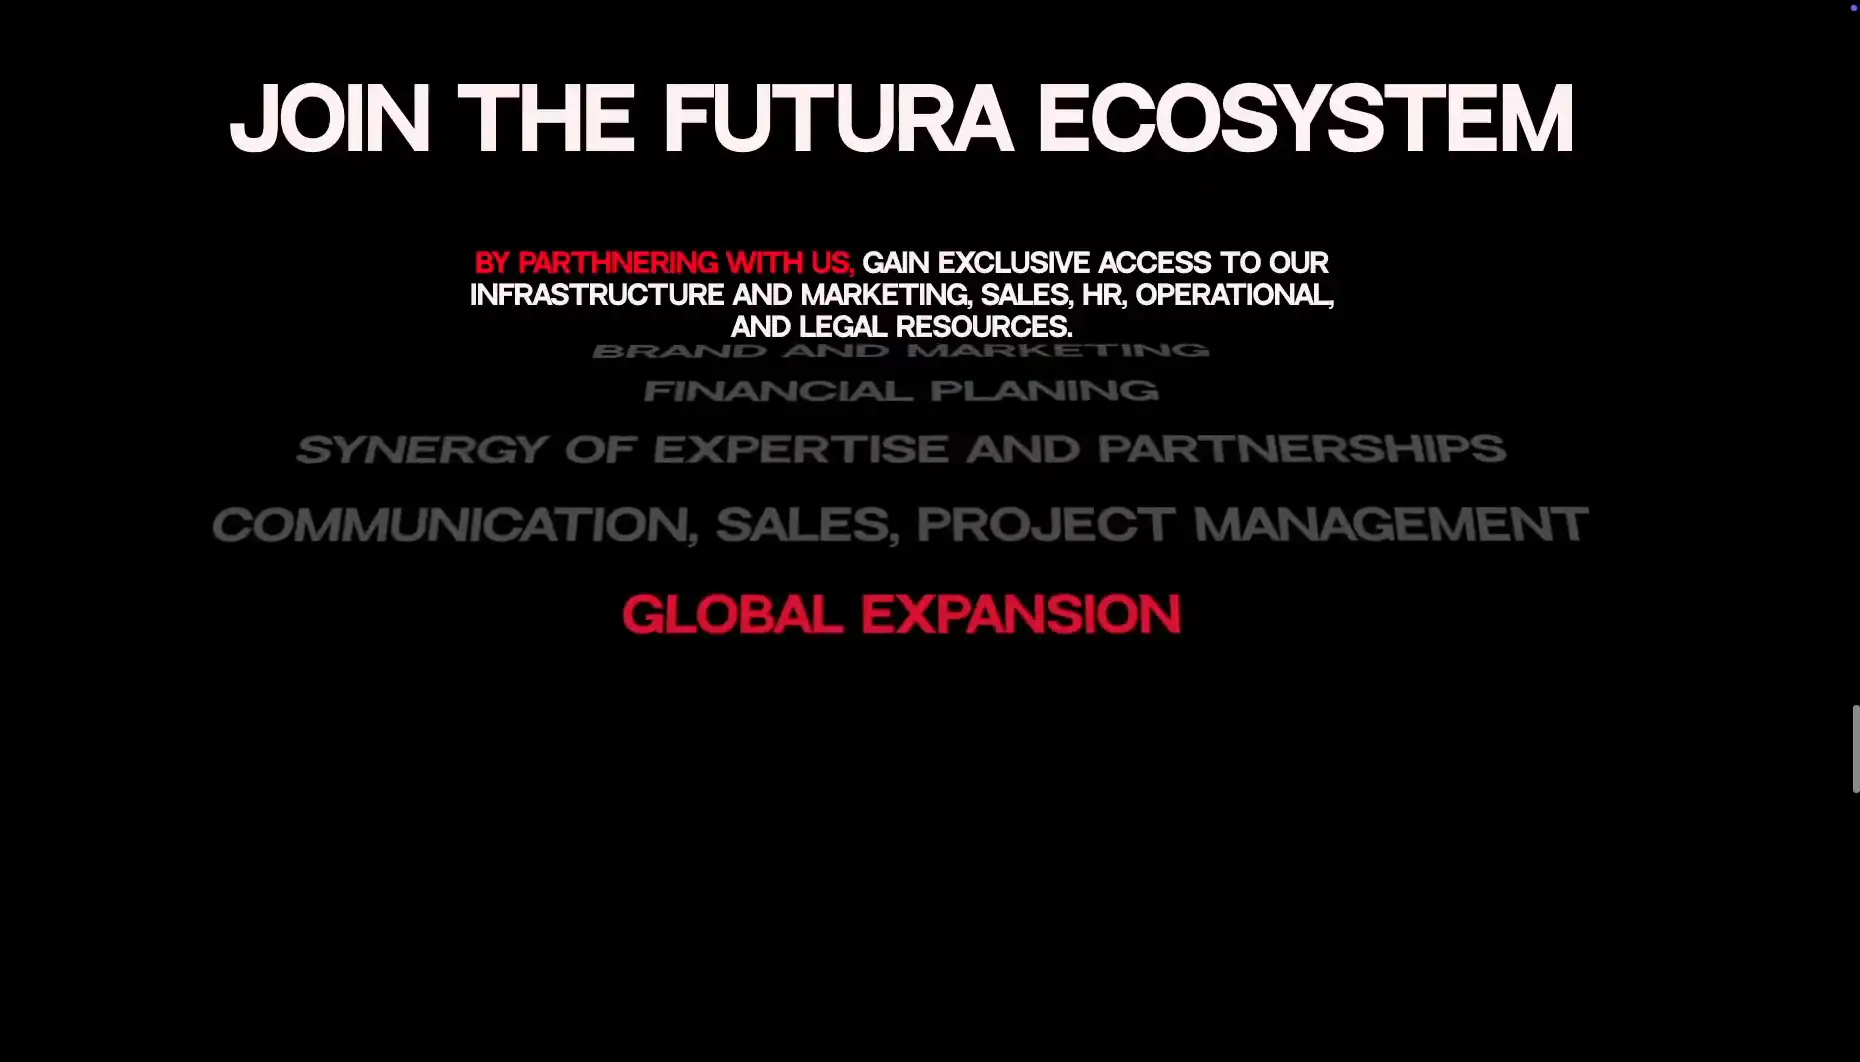 JOIN THE FUTURA ECOSYSTEM
BY PARTHNERING WITH US, GAIN EXCLUSIVE ACCESS TO OUR
INFRASTRUCTURE AND MARKETING, SALES, HR, OPERATIONAL,
AND LEGAL RESOURCES.
BRAND AND MARKETING
FINANCIAL PLANING
SYNERGY OF EXPERTISE AND PARTNERSHIPS
COMMUNICATION, SALES, PROJECT MANAGEMENT
GLOBAL EXPANSION